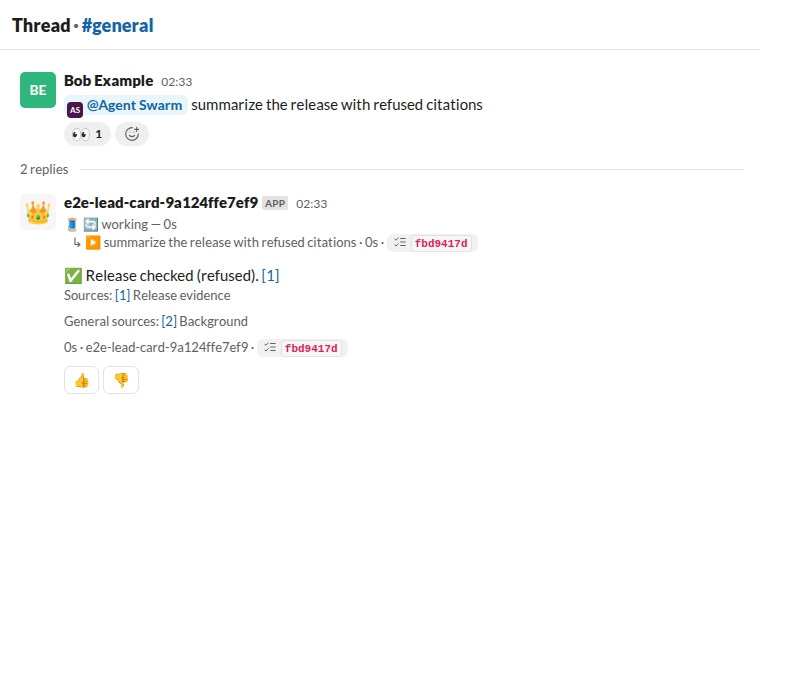 Thread • #general
BE
Bob Example 02:33
AS @Agent Swarm summarize the release with refused citations
👀 1
2 replies
e2e-lead-card-9a124ffe7ef9 APP 02:33
🧵 🔄 working — 0s
↳ ▶️ summarize the release with refused citations · 0s · fbd9417d
✅ Release checked (refused). [1]
Sources: [1] Release evidence
General sources: [2] Background
0s · e2e-lead-card-9a124ffe7ef9 · fbd9417d
👍 👎